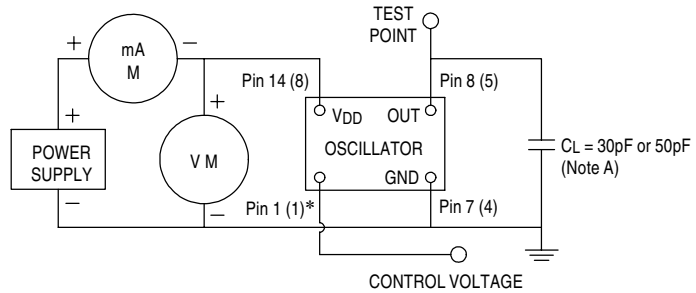 TEST
POINT
+
mA
M
−
Pin 14 (8)
Pin 8 (5)
+
+
VDD
OUT
POWER
SUPPLY
V M
OSCILLATOR
CL = 30pF or 50pF
(Note A)
GND
−
−
Pin 1 (1)*
Pin 7 (4)
CONTROL VOLTAGE